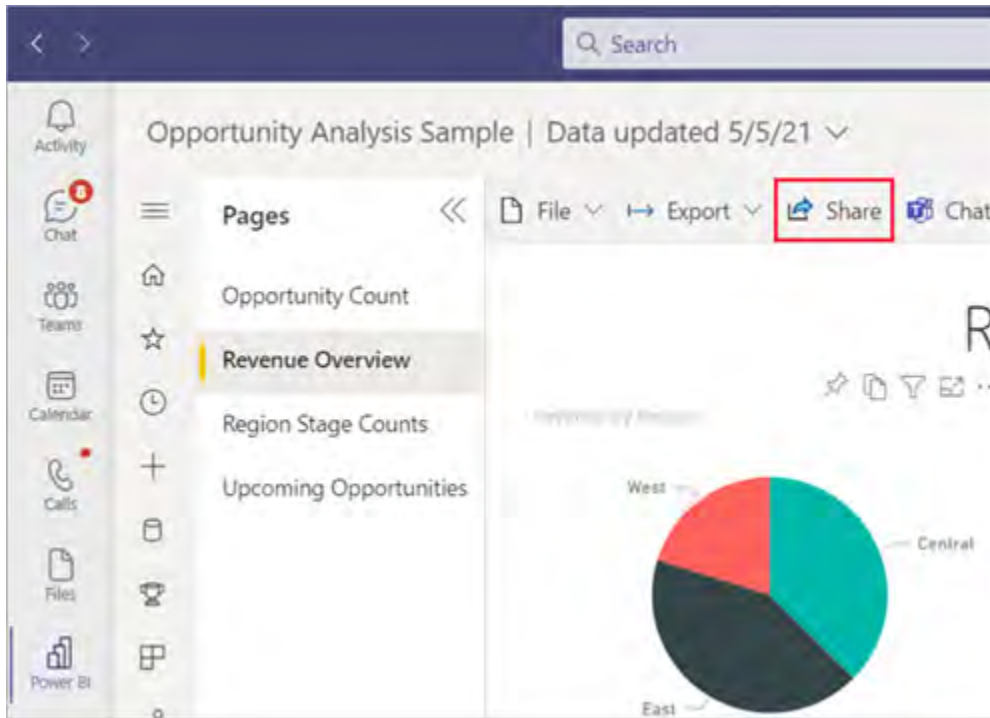 Search
Opportunity Analysis Sample | Data updated 5/5/21
Activity
8
Chat
Teams
Calendar
Calls
Files
Power BI
Pages
Opportunity Count
Revenue Overview
Region Stage Counts
Upcoming Opportunities
File
Export
Share
Chat
R
West
Central
East